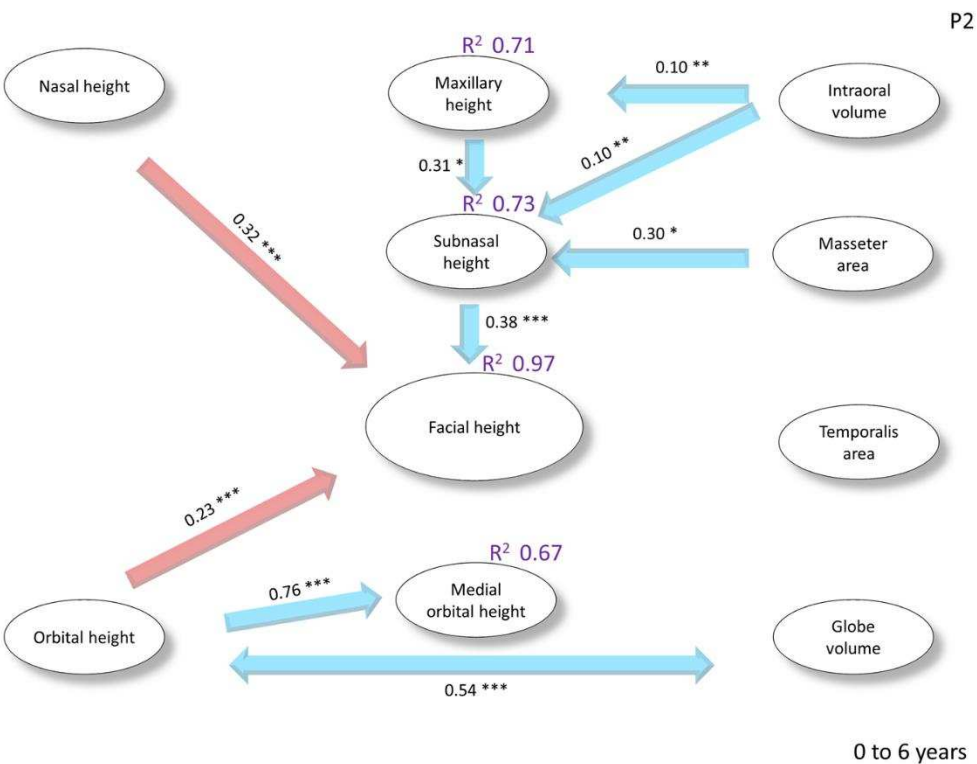 P2
R² 0.71
Nasal height
Maxillary
height
0.10 **
Intraoral
volume
0.31 *
0.10 **
0.32 ***
R² 0.73
Subnasal
height
0.30 *
Masseter
area
0.38 ***
R² 0.97
Facial height
Temporalis
area
0.23 ***
R² 0.67
0.76 ***
Medial
orbital height
Orbital height
Globe
volume
0.54 ***
0 to 6 years